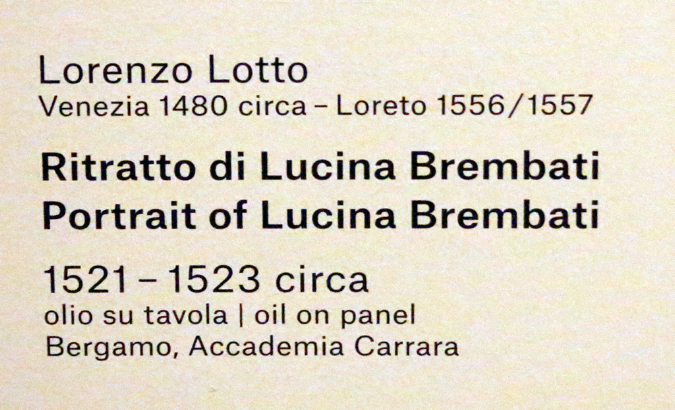 Lorenzo Lotto
Venezia 1480 circa – Loreto 1556/1557
Ritratto di Lucina Brembati
Portrait of Lucina Brembati
1521 – 1523 circa
olio su tavola | oil on panel
Bergamo, Accademia Carrara